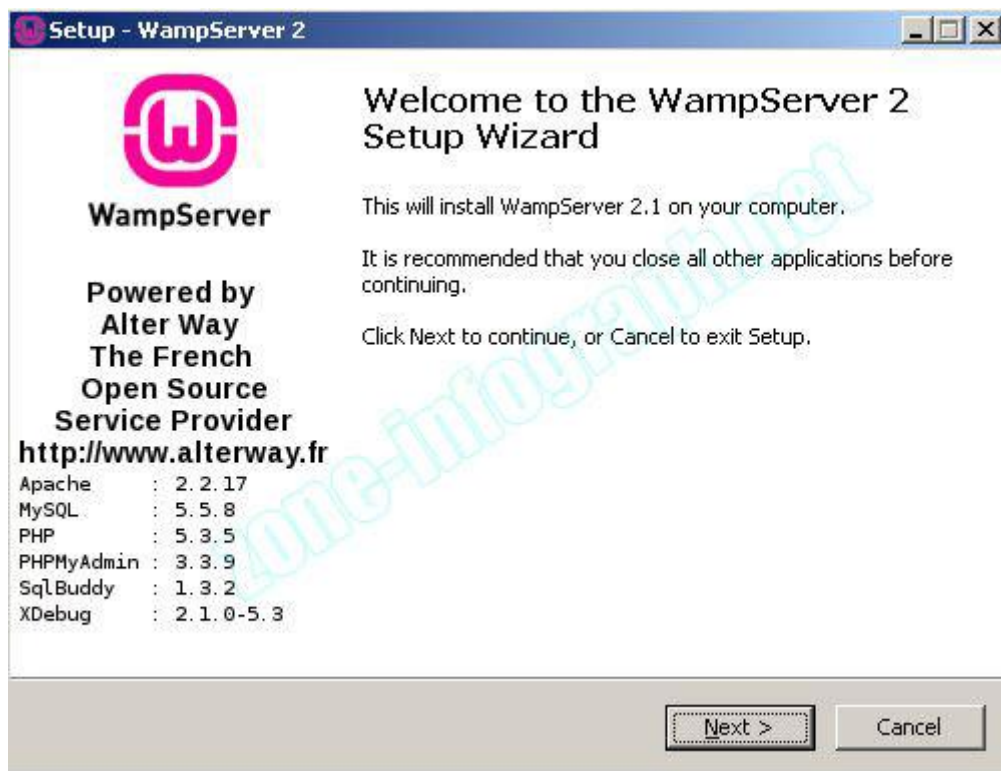 Setup - WampServer 2
WampServer
Powered by
Alter Way
The French
Open Source
Service Provider
http://www.alterway.fr
Apache : 2.2.17
MySQL : 5.5.8
PHP : 5.3.5
PHPMyAdmin : 3.3.9
SqlBuddy : 1.3.2
XDebug : 2.1.0-5.3
Welcome to the WampServer 2
Setup Wizard
This will install WampServer 2.1 on your computer.
It is recommended that you close all other applications before
continuing.
Click Next to continue, or Cancel to exit Setup.
zone-infograph.net
Next >
Cancel